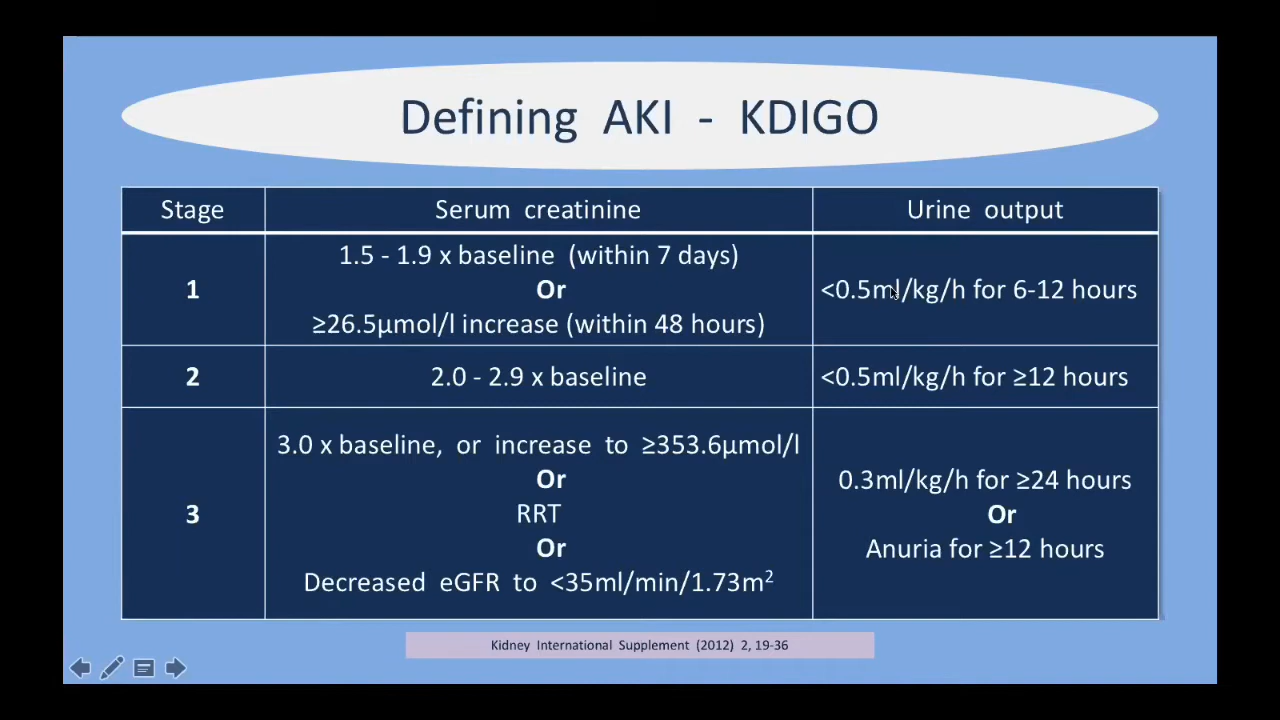 Defining AKI - KDIGO
Stage
Serum creatinine
Urine output
1
1.5 - 1.9 x baseline (within 7 days)
Or
≥26.5μmol/l increase (within 48 hours)
<0.5ml/kg/h for 6-12 hours
2
2.0 - 2.9 x baseline
<0.5ml/kg/h for ≥12 hours
3
3.0 x baseline, or increase to ≥353.6μmol/l
Or
RRT
Or
Decreased eGFR to <35ml/min/1.73m²
0.3ml/kg/h for ≥24 hours
Or
Anuria for ≥12 hours
Kidney International Supplement (2012) 2, 19-36